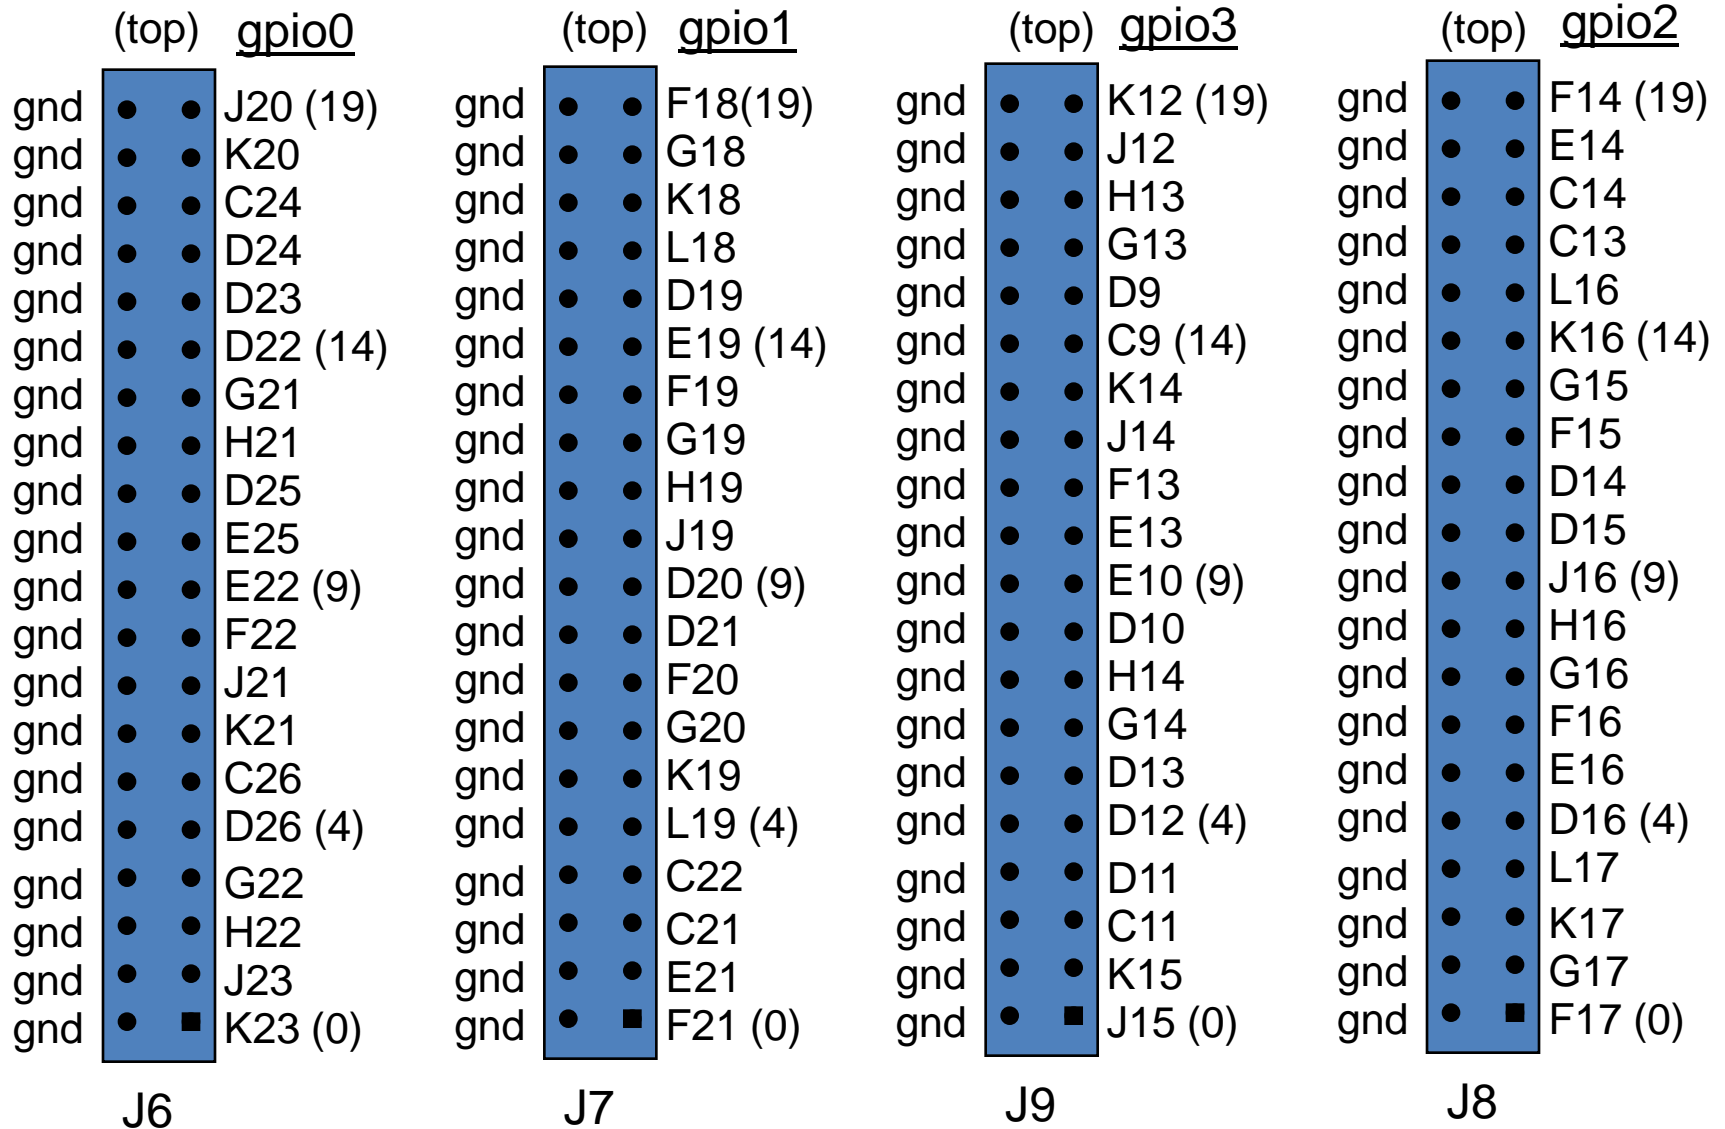 (top) gpio0 (top) gpio1 (top) gpio3 (top) gpio2
gnd J20 (19) gnd F18(19) gnd K12 (19) gnd F14 (19)
gnd K20 gnd G18 gnd J12 gnd E14
gnd C24 gnd K18 gnd H13 gnd C14
gnd D24 gnd L18 gnd G13 gnd C13
gnd D23 gnd D19 gnd D9 gnd L16
gnd D22 (14) gnd E19 (14) gnd C9 (14) gnd K16 (14)
gnd G21 gnd F19 gnd K14 gnd G15
gnd H21 gnd G19 gnd J14 gnd F15
gnd D25 gnd H19 gnd F13 gnd D14
gnd E25 gnd J19 gnd E13 gnd D15
gnd E22 (9) gnd D20 (9) gnd E10 (9) gnd J16 (9)
gnd F22 gnd D21 gnd D10 gnd H16
gnd J21 gnd F20 gnd H14 gnd G16
gnd K21 gnd G20 gnd G14 gnd F16
gnd C26 gnd K19 gnd D13 gnd E16
gnd D26 (4) gnd L19 (4) gnd D12 (4) gnd D16 (4)
gnd G22 gnd C22 gnd D11 gnd L17
gnd H22 gnd C21 gnd C11 gnd K17
gnd J23 gnd E21 gnd K15 gnd G17
gnd K23 (0) gnd F21 (0) gnd J15 (0) gnd F17 (0)
J6 J7 J9 J8